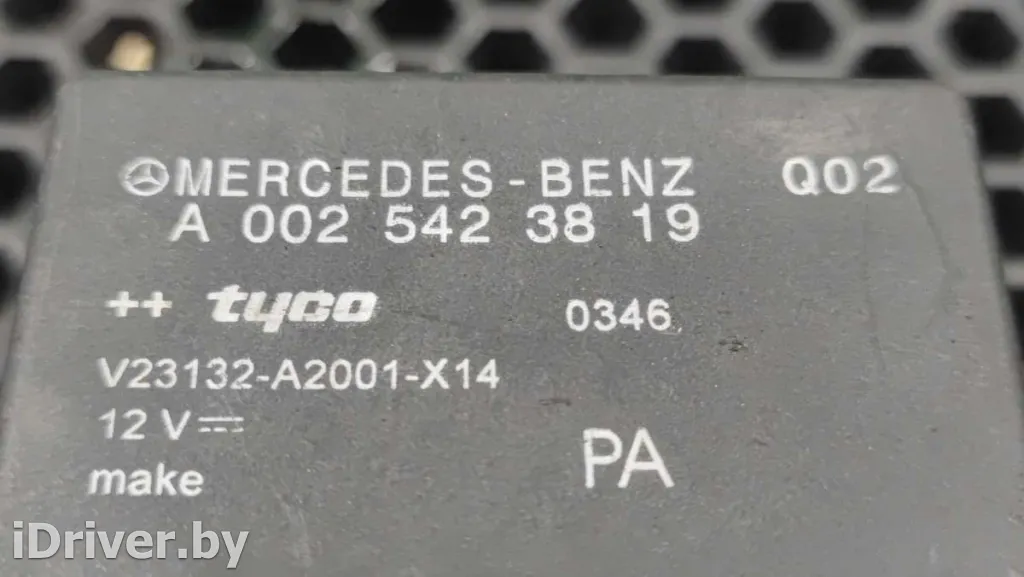 MERCEDES-BENZ Q02
A 002 542 38 19
++ tyco 0346
V23132-A2001-X14
12 V
PA
make
iDriver.by